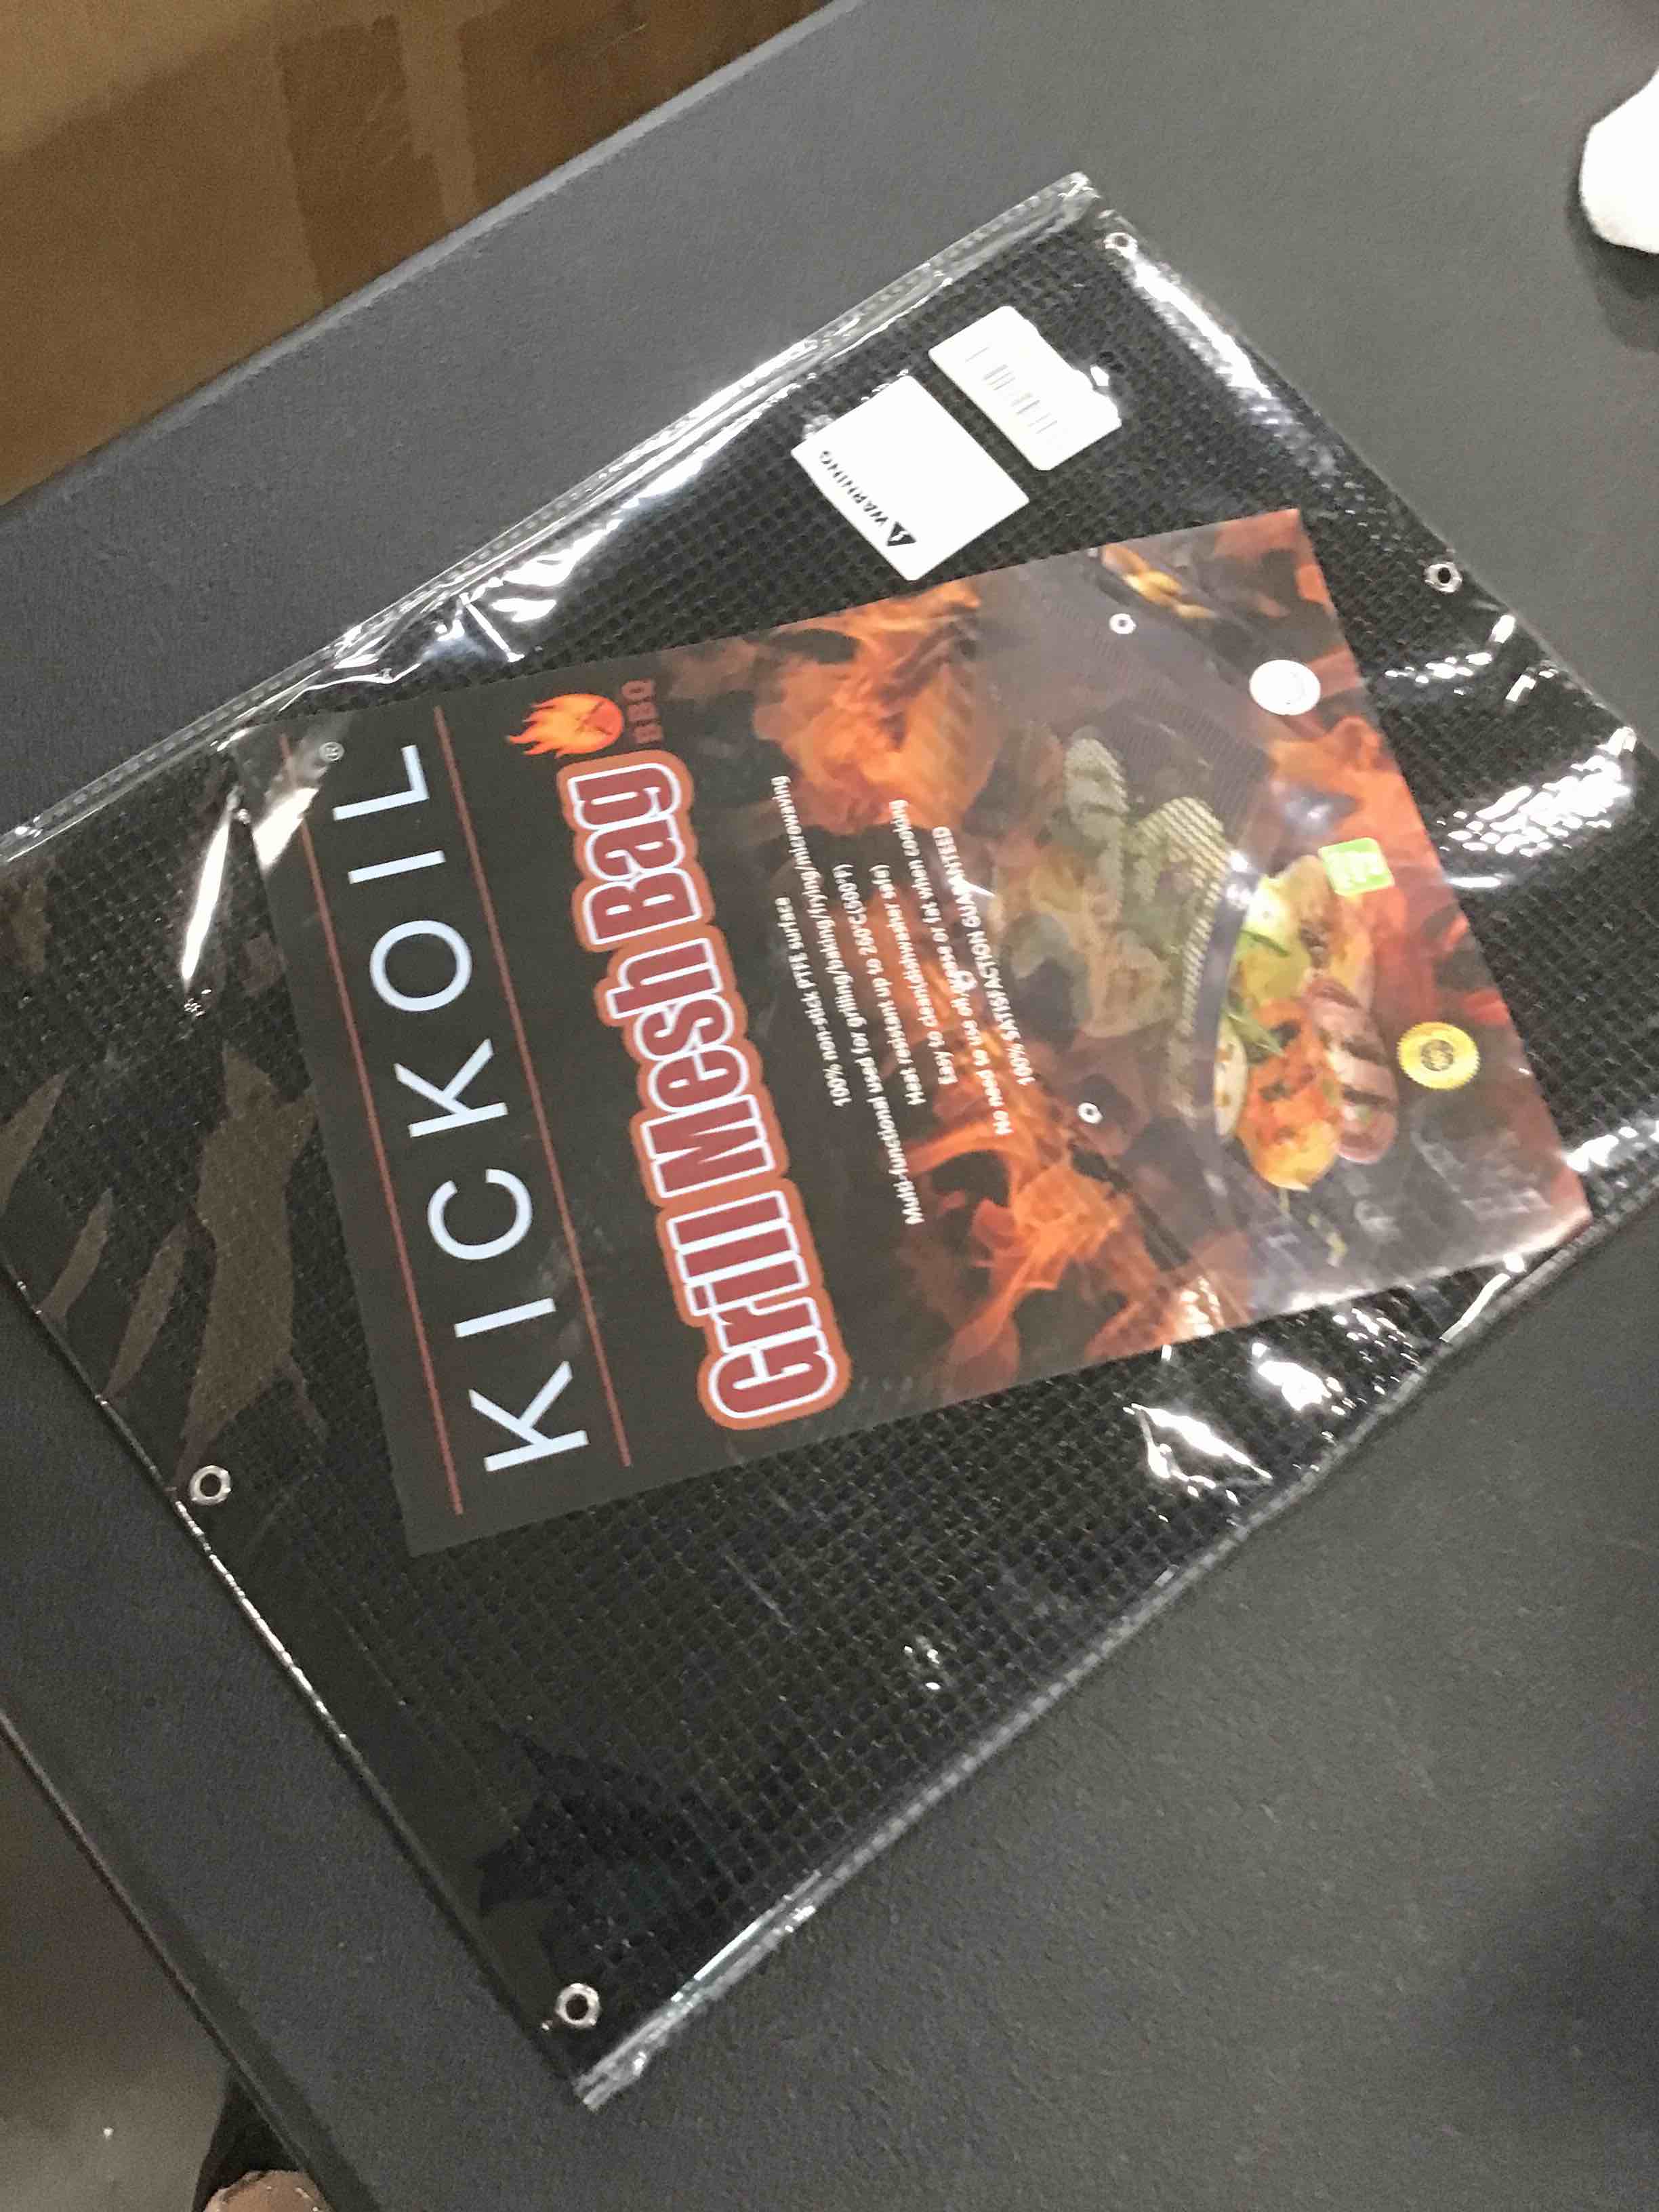 KICKOIL®
BBQ
Grill Mesh Bag
100% non-stick PTFE surface
Multi-functional used for grilling/baking/frying/microwaving
Heat resistent up to 260°C(500°F)
Easy to clean(dishwasher safe)
No need to use oil grease or fat when cooking
100% SATISFACTION GUARANTEED
WARNING